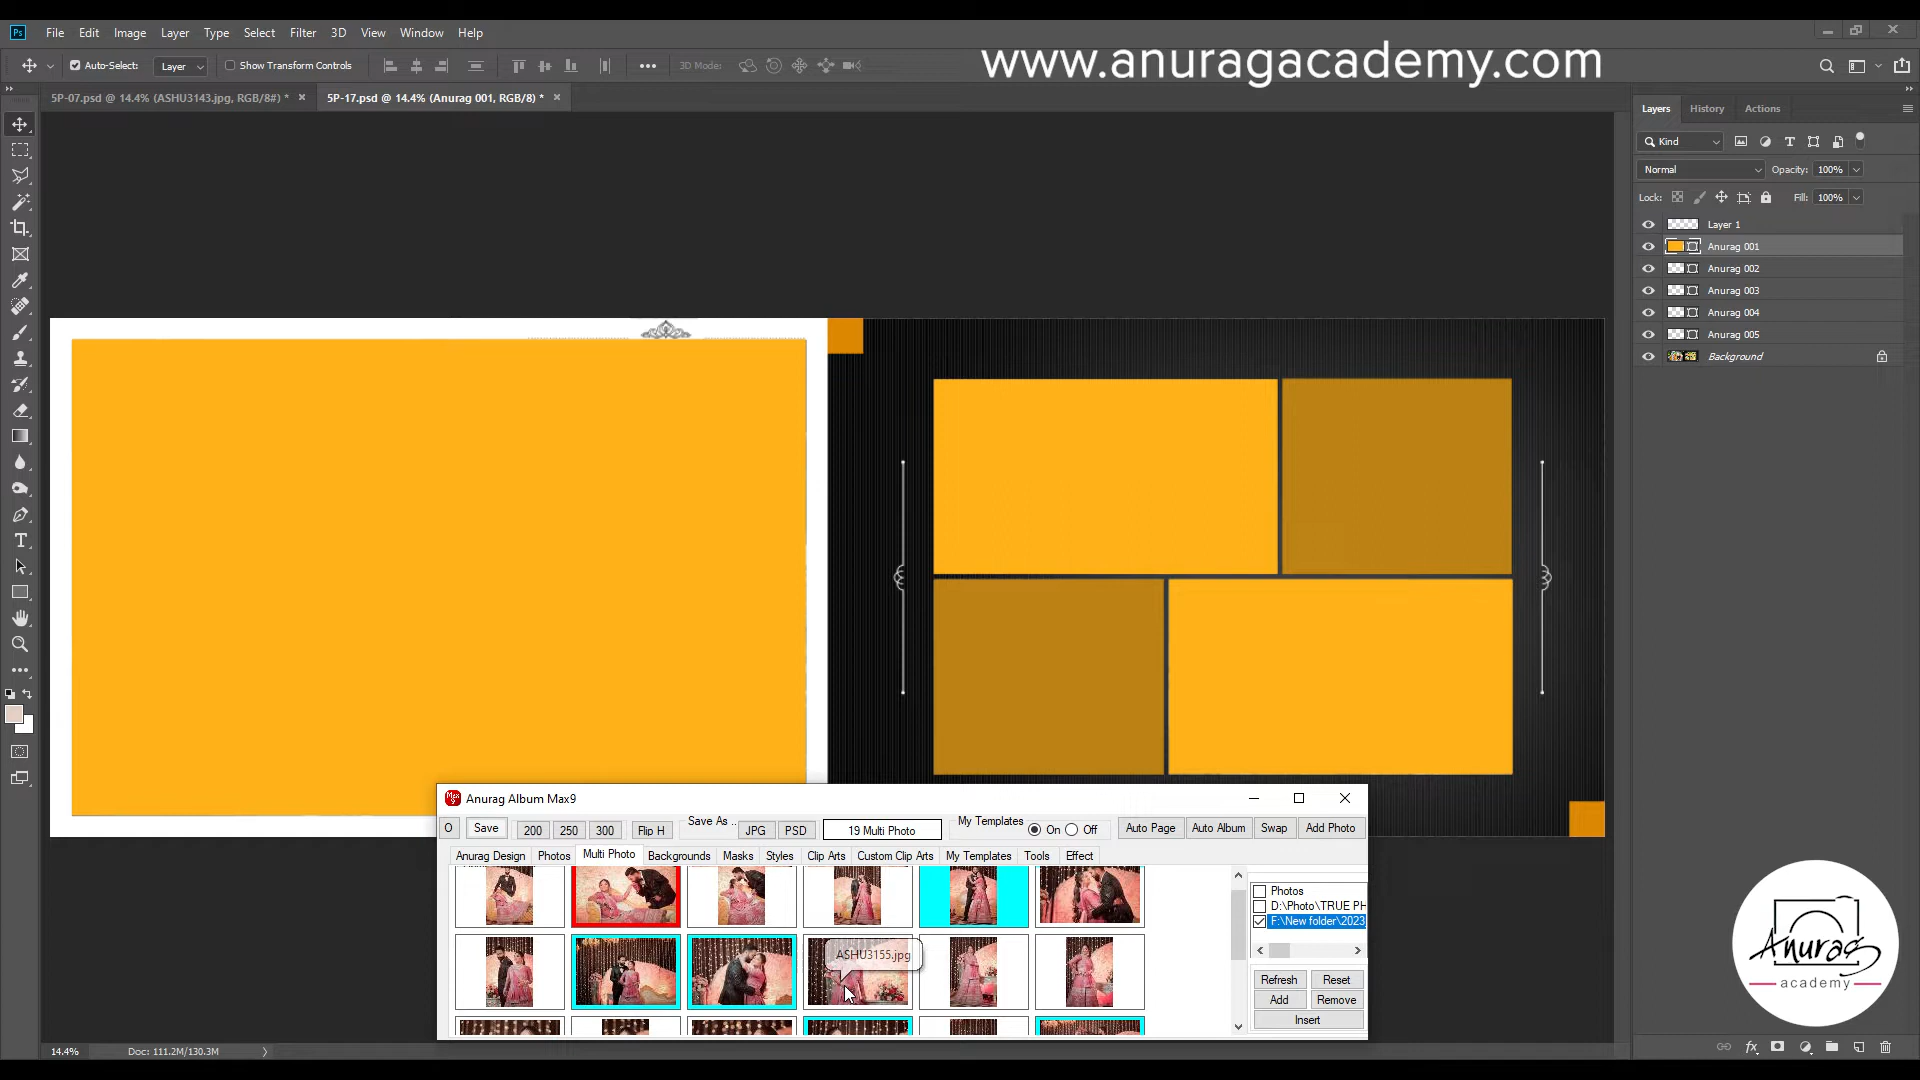 Ps File Edit Image Layer Type Select Filter 3D View Window Help
Auto-Select: Layer Show Transform Controls 3D Mode:
www.anuragacademy.com
5P-07.psd @ 14.4% (ASHU3143.jpg, RGB/8#) * × 5P-17.psd @ 14.4% (Anurag 001, RGB/8) * ×
Layers History Actions
Kind
Normal Opacity: 100%
Lock: Fill: 100%
Layer 1
Anurag 001
Anurag 002
Anurag 003
Anurag 004
Anurag 005
Background
Anurag Album Max9
O Save 200 250 300 Flip H Save As .. JPG PSD 19 Multi Photo My Templates On Off Auto Page Auto Album Swap Add Photo
Anurag Design Photos Multi Photo Backgrounds Masks Styles Clip Arts Custom Clip Arts My Templates Tools Effect
Photos
D:\Photo\TRUE PH
F:\New folder\2023
ASHU3155.jpg
Refresh Reset
Add Remove
Insert
Anurag
academy
14.4% Doc: 111.2M/130.3M